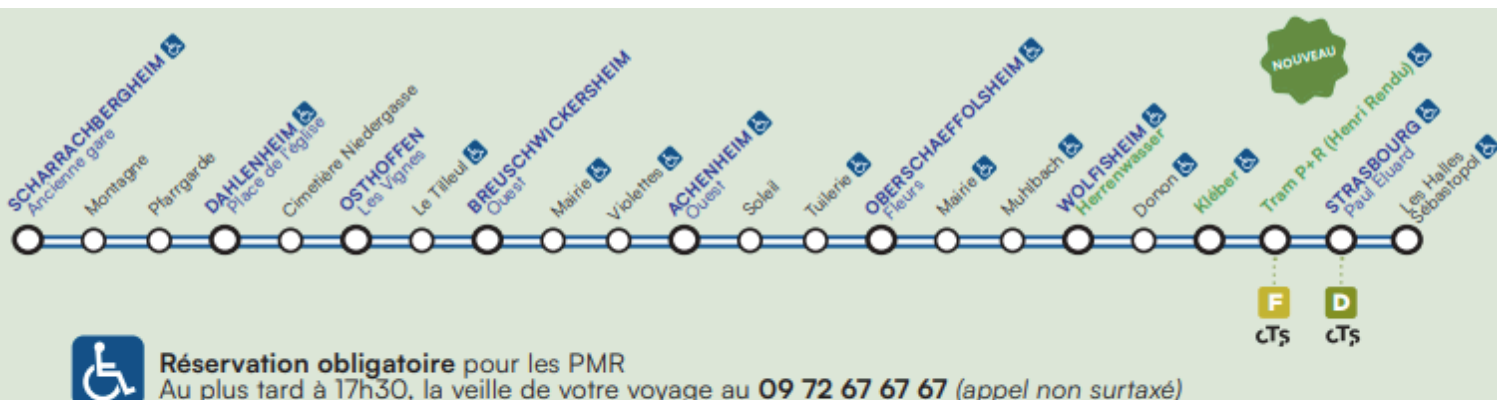 SCHARRACHBERGHEIM
Ancienne gare
Montagne
Pfarrgarde
DAHLENHEIM
Place de l'église
Cimetière Niedergasse
OSTHOFFEN
Les Vignes
Le Tilleul
BREUSCHWICKERSHEIM
Ouest
Mairie
Violettes
ACHENHEIM
Ouest
Soleil
Tuilerie
OBERSCHAEFFOLSHEIM
Fleurs
Mairie
Muhlbach
WOLFISHEIM
Herrenwasser
Donon
Kléber
NOUVEAU
Tram P+R (Henri Rendu)
STRASBOURG
Paul Eluard
Les Halles
Sébastopol
F
CTS
D
CTS
Réservation obligatoire pour les PMR
Au plus tard à 17h30, la veille de votre voyage au 09 72 67 67 67 (appel non surtaxé)